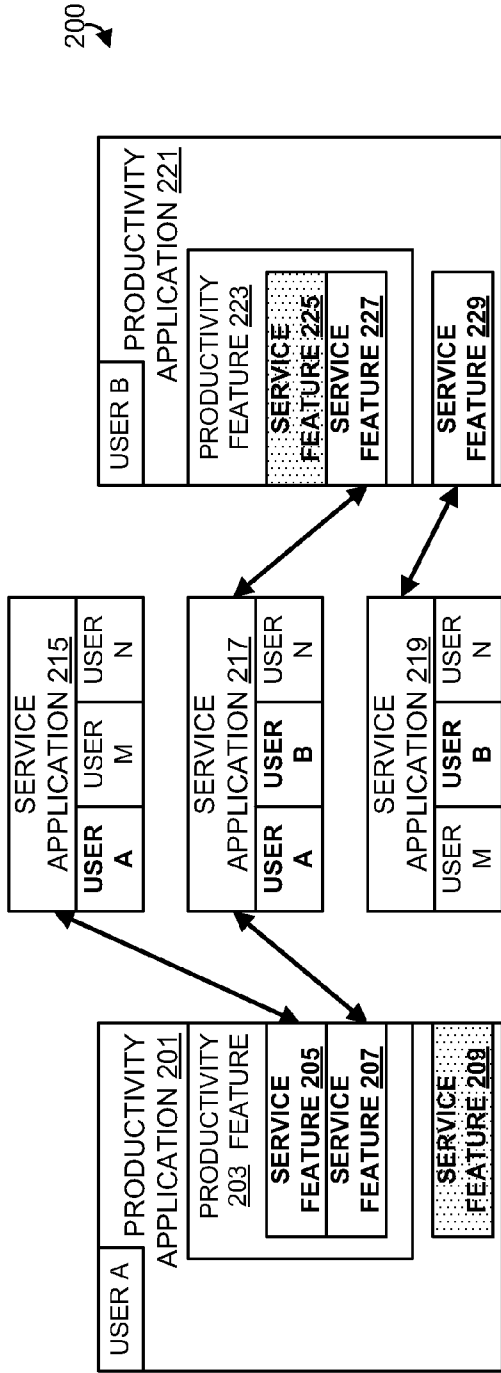 200
USER A
PRODUCTIVITY
APPLICATION 201
PRODUCTIVITY
203 FEATURE
SERVICE
FEATURE 205
SERVICE
FEATURE 207
SERVICE
FEATURE 209
SERVICE
APPLICATION 215
USER
A
USER
M
USER
N
SERVICE
APPLICATION 217
USER
A
USER
B
USER
N
SERVICE
APPLICATION 219
USER
M
USER
B
USER
N
USER B
PRODUCTIVITY
APPLICATION 221
PRODUCTIVITY
FEATURE 223
SERVICE
FEATURE 225
SERVICE
FEATURE 227
SERVICE
FEATURE 229